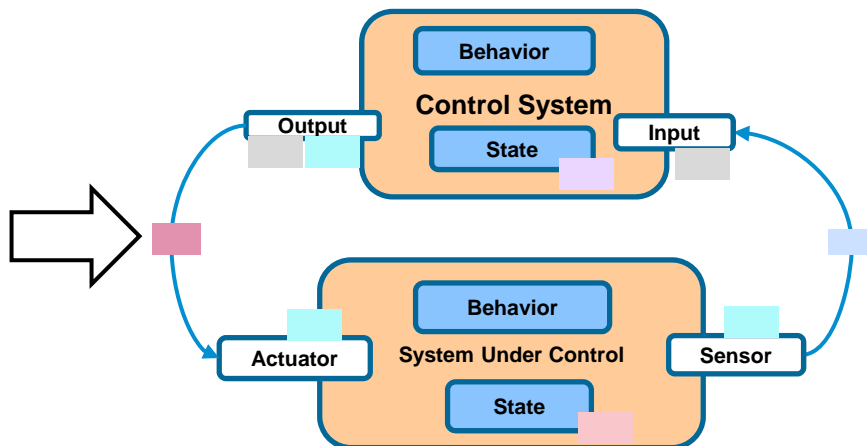 Behavior
Control System
Output
Input
State
Behavior
Actuator
System Under Control
Sensor
State